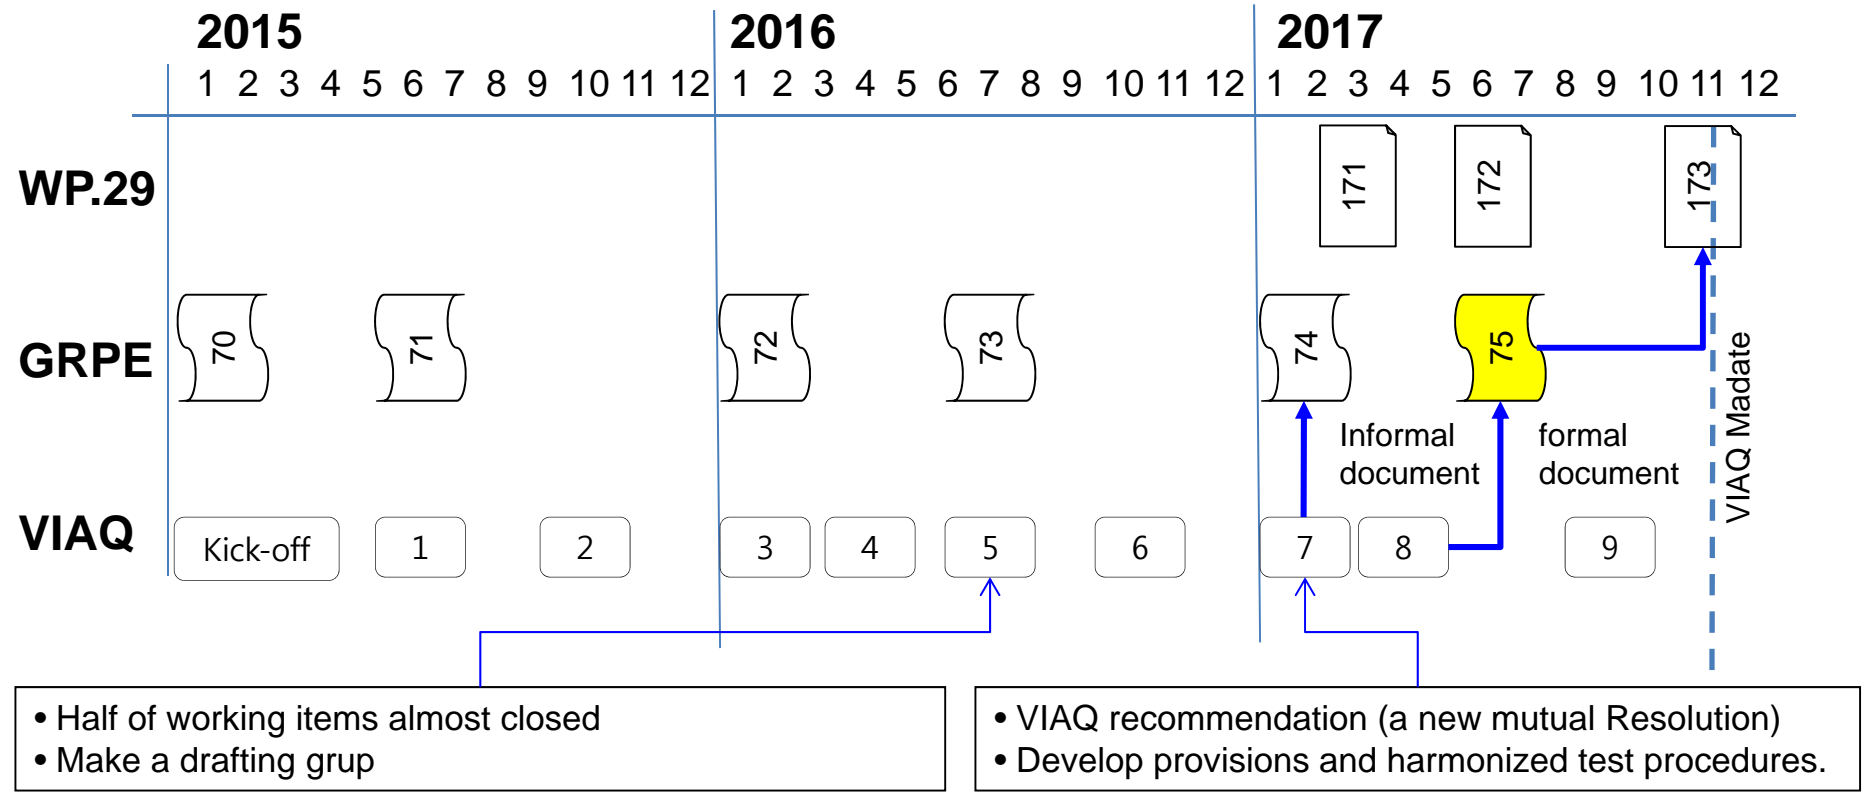 2015 2016 2017
1 2 3 4 5 6 7 8 9 10 11 12 1 2 3 4 5 6 7 8 9 10 11 12 1 2 3 4 5 6 7 8 9 10 11 12
WP.29 171 172 173
GRPE 70 71 72 73 74 75
VIAQ Madate
Informal
document
formal
document
VIAQ Kick-off 1 2 3 4 5 6 7 8 9
• Half of working items almost closed
• Make a drafting grup
• VIAQ recommendation (a new mutual Resolution)
• Develop provisions and harmonized test procedures.